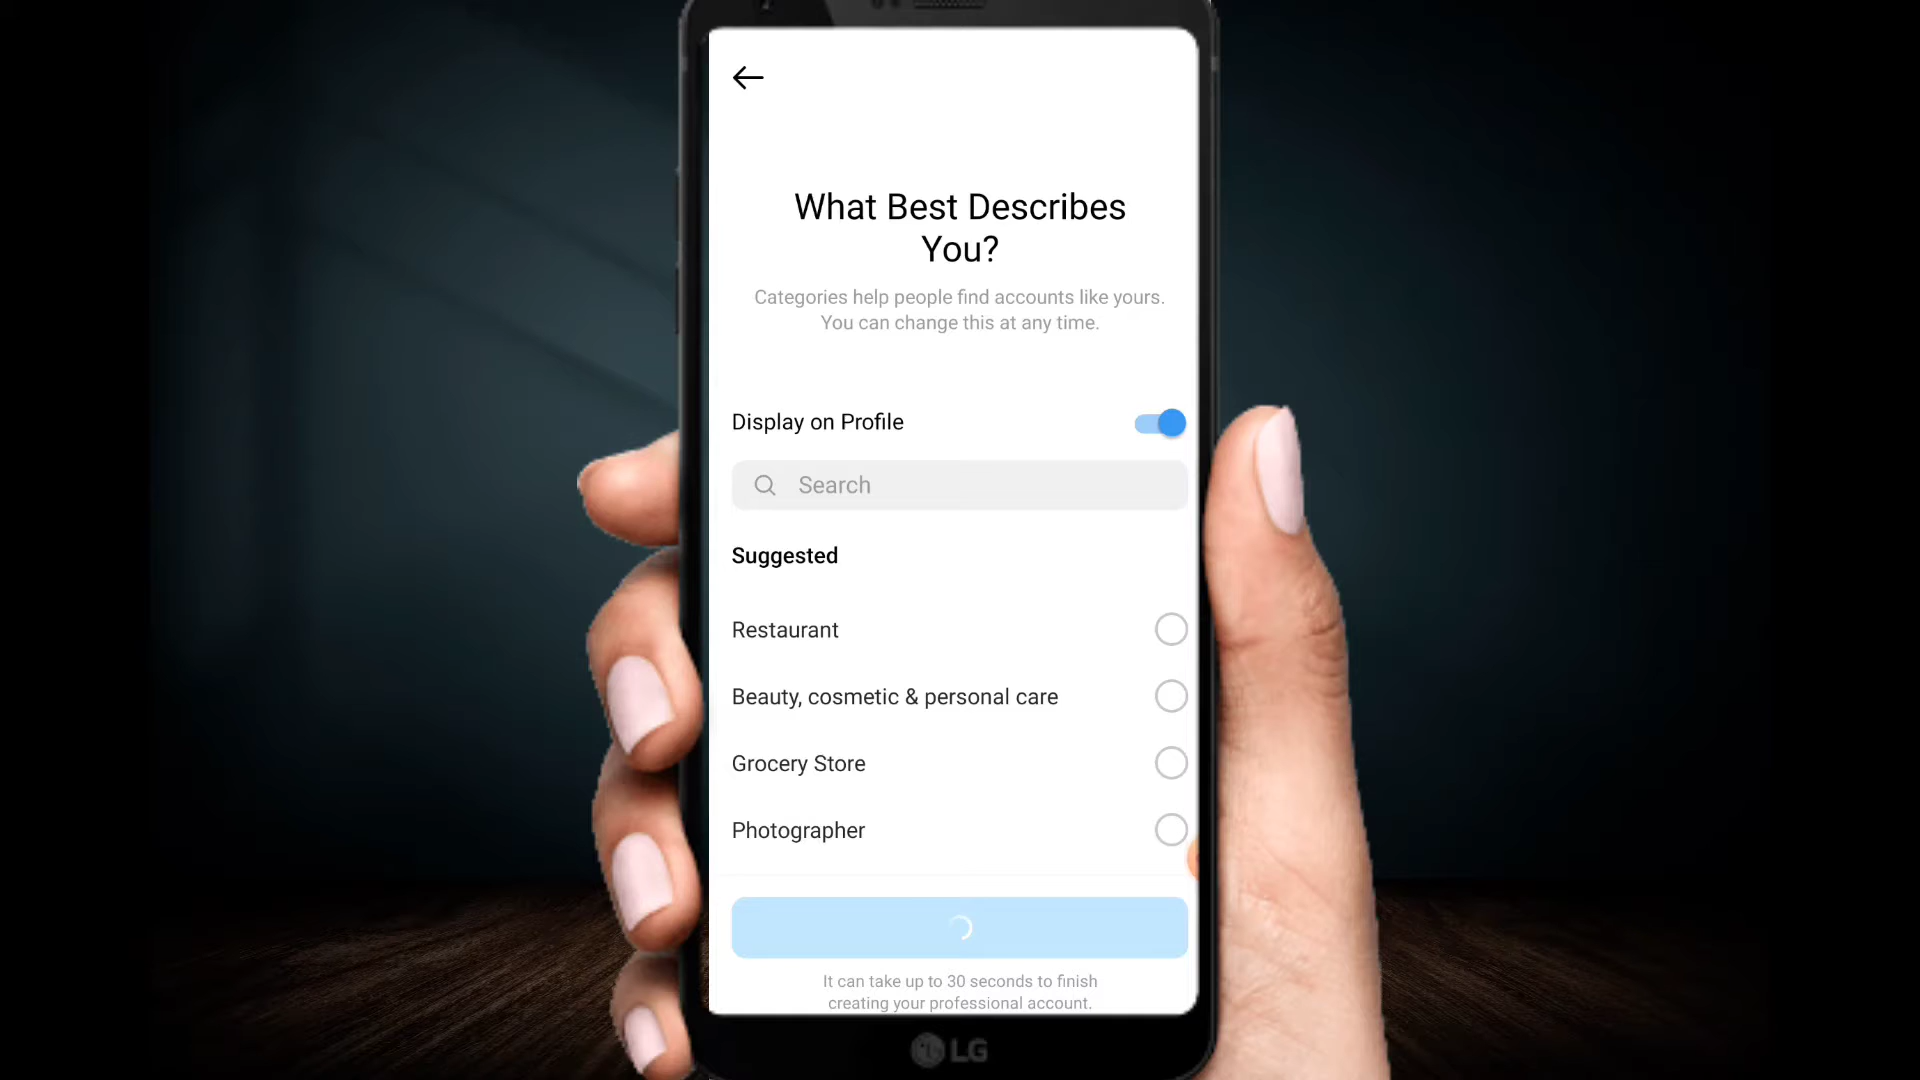 What Best Describes
You?
Categories help people find accounts like yours.
You can change this at any time.
Display on Profile
Search
Suggested
Restaurant
Beauty, cosmetic & personal care
Grocery Store
Photographer
It can take up to 30 seconds to finish
creating your professional account.
LG